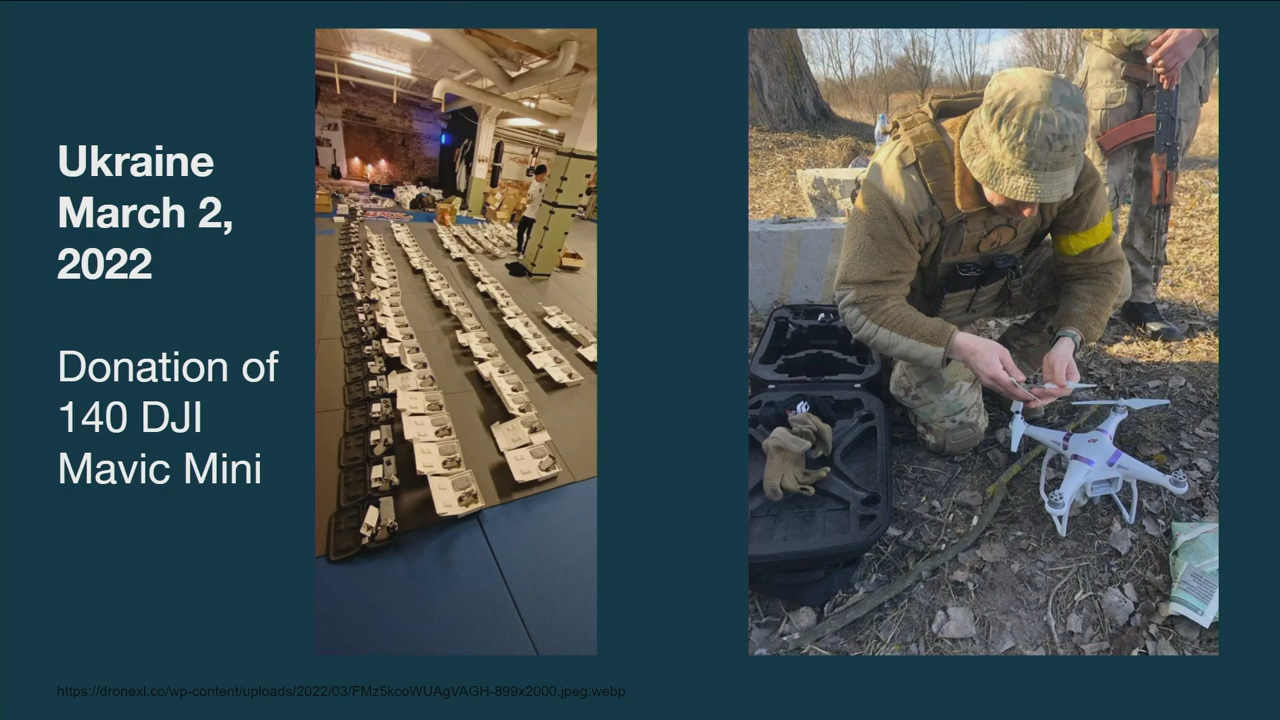 Ukraine
March 2,
2022
Donation of
140 DJI
Mavic Mini
https://dronexl.co/wp-content/uploads/2022/03/FMz5kcoWUAgVAGH-899x2000.jpeg.webp